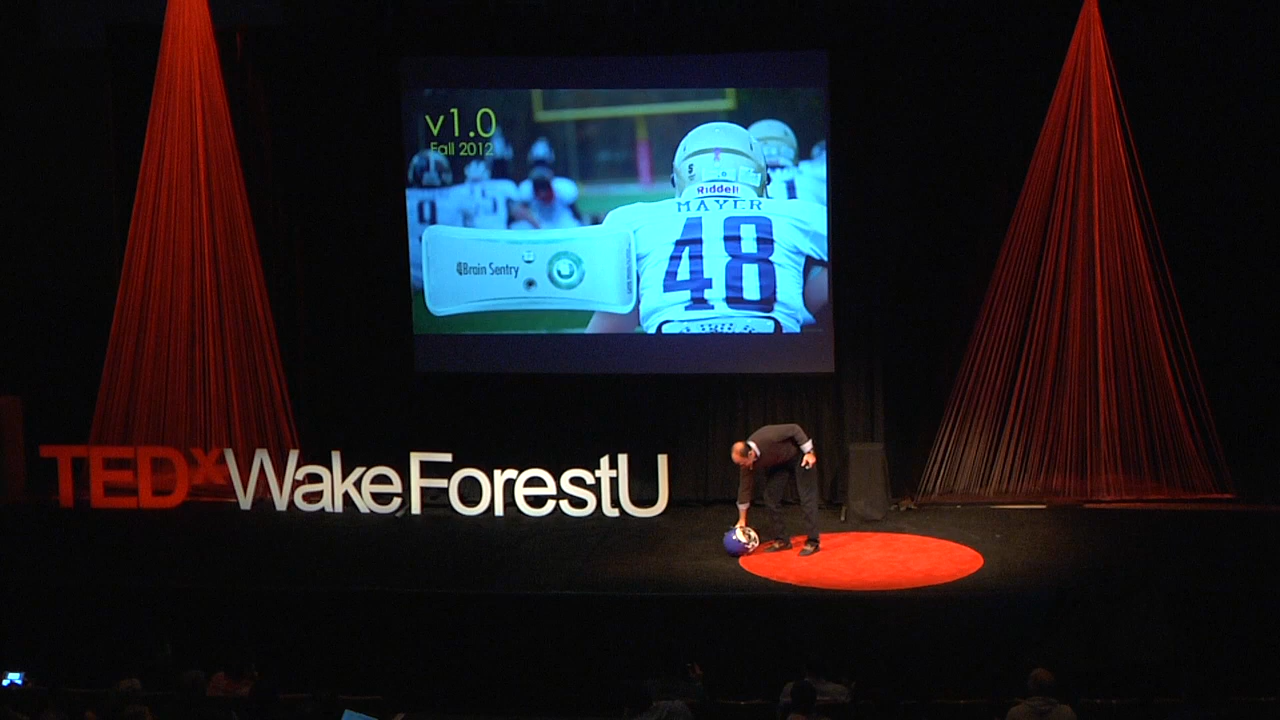 v1.0
Fall 2012
Riddell
MAYER
48
Brain Sentry
TEDxWakeForestU